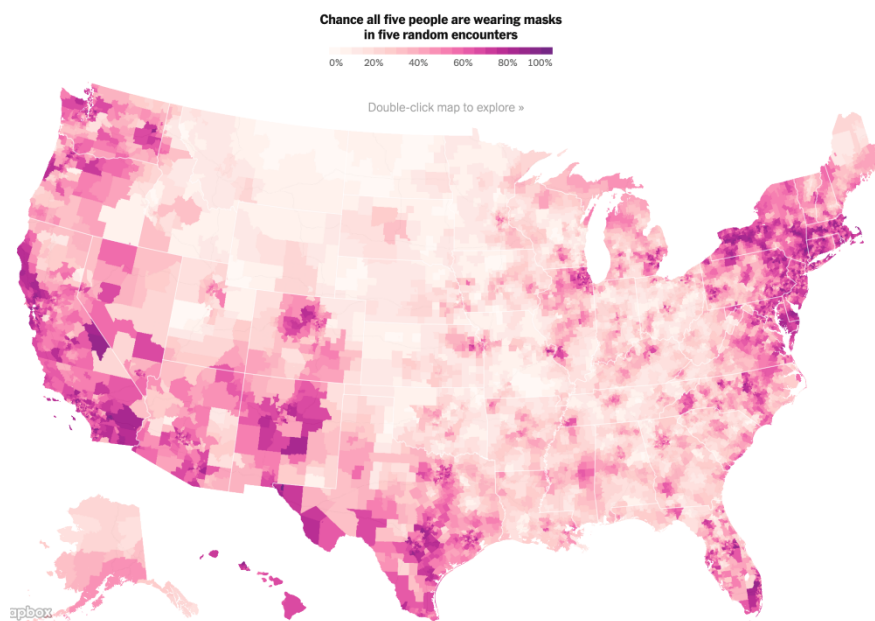 Chance all five people are wearing masks
in five random encounters
0% 20% 40% 60% 80% 100%
Double-click map to explore »
apbox